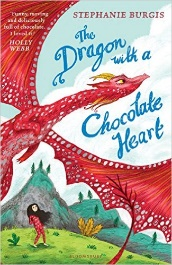 STEPHANIE BURGIS
"Funny, moving
and deliciously
full of chocolate.
I loved it"
HOLLY
WEBB
The
Dragon
with a
Chocolate
Heart
BLOOMSBURY